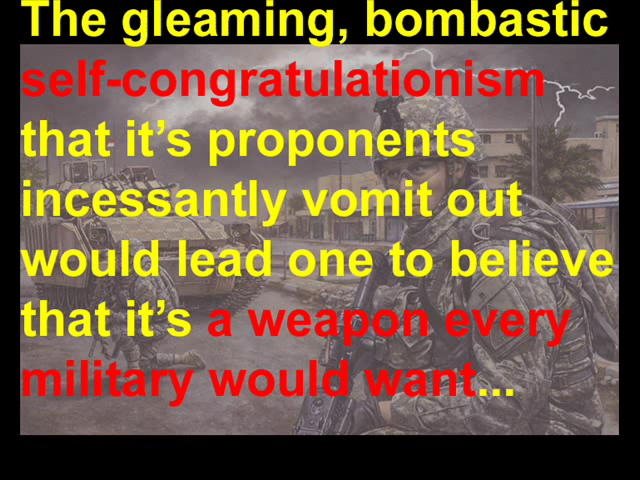 The gleaming, bombastic
self-congratulationism
that it’s proponents
incessantly vomit out
would lead one to believe
that it’s a weapon every
military would want...